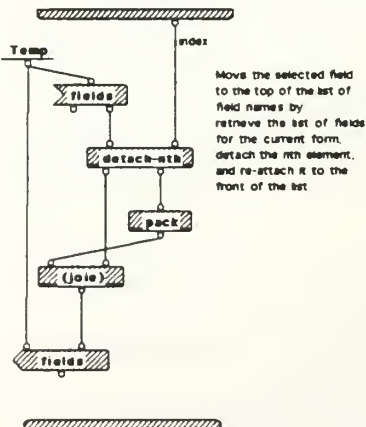 index
Temp
fields
Move the selected field
to the top of the list of
field names by
retrieve the list of fields
for the current form,
detach the nth element,
and re-attach it to the
front of the list
detach-nth
pack
(join)
fields